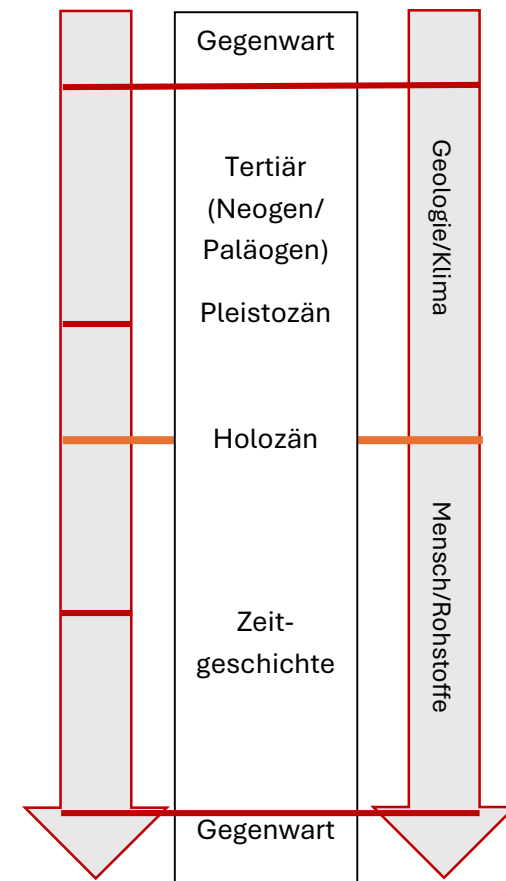 Gegenwart
Tertiär
(Neogen/
Paläogen)
Pleistozän
Holozän
Zeit-
geschichte
Gegenwart
Geologie/Klima
Mensch/Rohstoffe